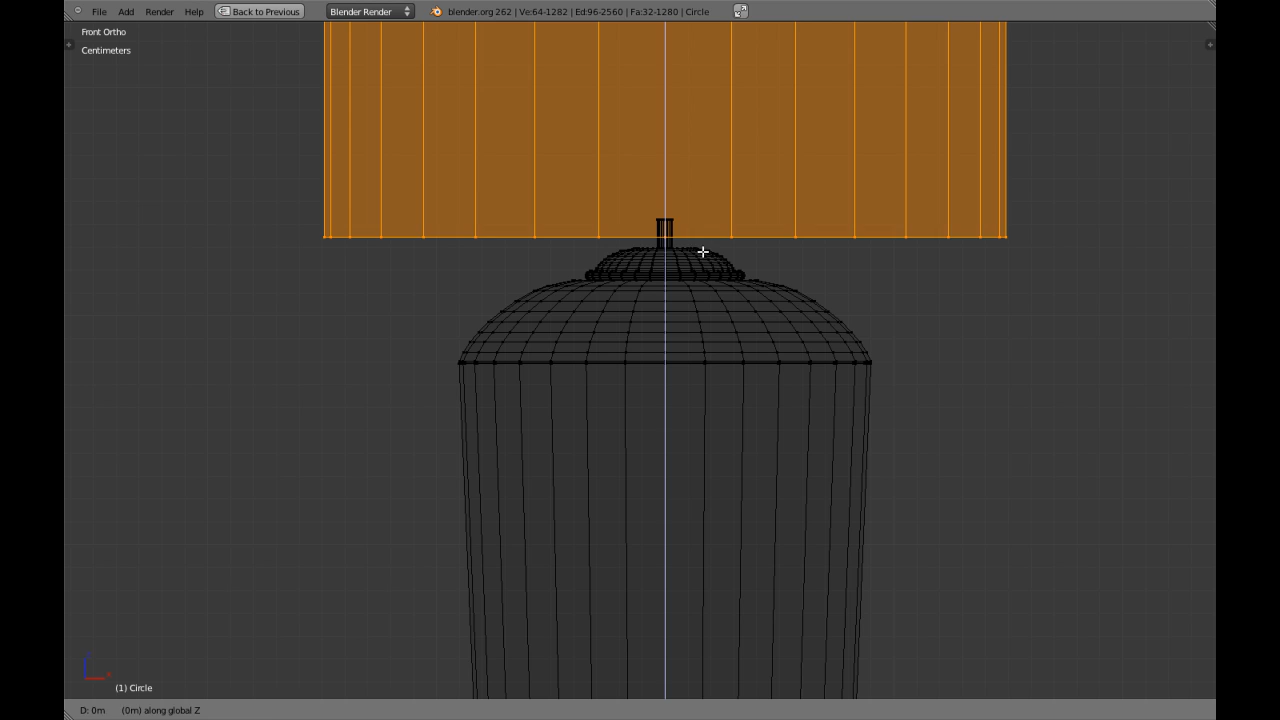 File Add Render Help Back to Previous Blender Render blender.org 262 | Ve:64-1282 | Ed:96-2560 | Fa:32-1280 | Circle
Front Ortho
Centimeters
(1) Circle
D: 0m (0m) along global Z